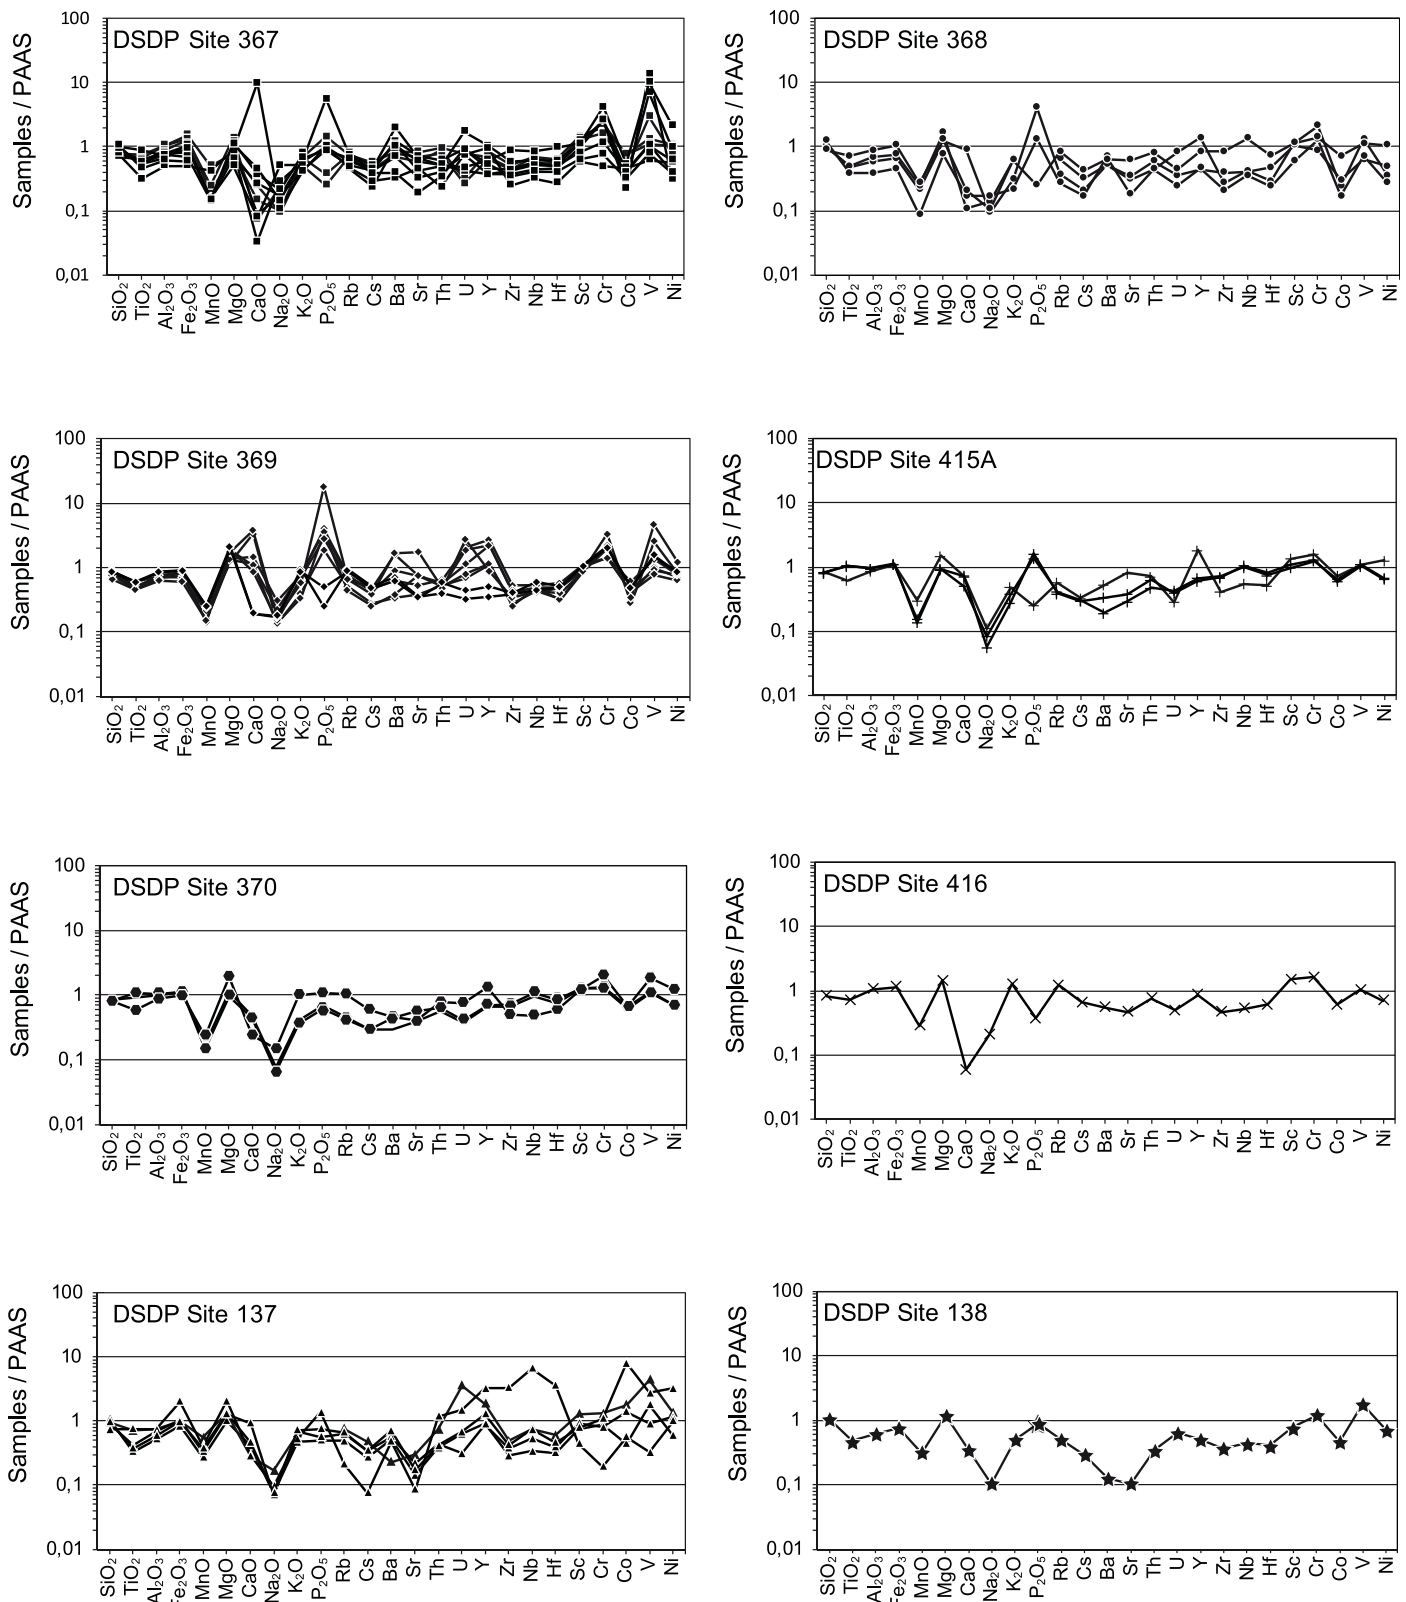 Samples / PAAS
DSDP Site 367
100
10
1
0,1
0,01
SiO₂ TiO₂ Al₂O₃ Fe₂O₃ MnO MgO CaO Na₂O K₂O P₂O₅ Rb Cs Ba Sr Th U Y Zr Nb Hf Sc Cr Co V Ni
Samples / PAAS
DSDP Site 368
100
10
1
0,1
0,01
SiO₂ TiO₂ Al₂O₃ Fe₂O₃ MnO MgO CaO Na₂O K₂O P₂O₅ Rb Cs Ba Sr Th U Y Zr Nb Hf Sc Cr Co V Ni
Samples / PAAS
DSDP Site 369
100
10
1
0,1
0,01
SiO₂ TiO₂ Al₂O₃ Fe₂O₃ MnO MgO CaO Na₂O K₂O P₂O₅ Rb Cs Ba Sr Th U Y Zr Nb Hf Sc Cr Co V Ni
Samples / PAAS
DSDP Site 415A
100
10
1
0,1
0,01
SiO₂ TiO₂ Al₂O₃ Fe₂O₃ MnO MgO CaO Na₂O K₂O P₂O₅ Rb Cs Ba Sr Th U Y Zr Nb Hf Sc Cr Co V Ni
Samples / PAAS
DSDP Site 370
100
10
1
0,1
0,01
SiO₂ TiO₂ Al₂O₃ Fe₂O₃ MnO MgO CaO Na₂O K₂O P₂O₅ Rb Cs Ba Sr Th U Y Zr Nb Hf Sc Cr Co V Ni
Samples / PAAS
DSDP Site 416
100
10
1
0,1
0,01
SiO₂ TiO₂ Al₂O₃ Fe₂O₃ MnO MgO CaO Na₂O K₂O P₂O₅ Rb Cs Ba Sr Th U Y Zr Nb Hf Sc Cr Co V Ni
Samples / PAAS
DSDP Site 137
100
10
1
0,1
0,01
SiO₂ TiO₂ Al₂O₃ Fe₂O₃ MnO MgO CaO Na₂O K₂O P₂O₅ Rb Cs Ba Sr Th U Y Zr Nb Hf Sc Cr Co V Ni
Samples / PAAS
DSDP Site 138
100
10
1
0,1
0,01
SiO₂ TiO₂ Al₂O₃ Fe₂O₃ MnO MgO CaO Na₂O K₂O P₂O₅ Rb Cs Ba Sr Th U Y Zr Nb Hf Sc Cr Co V Ni